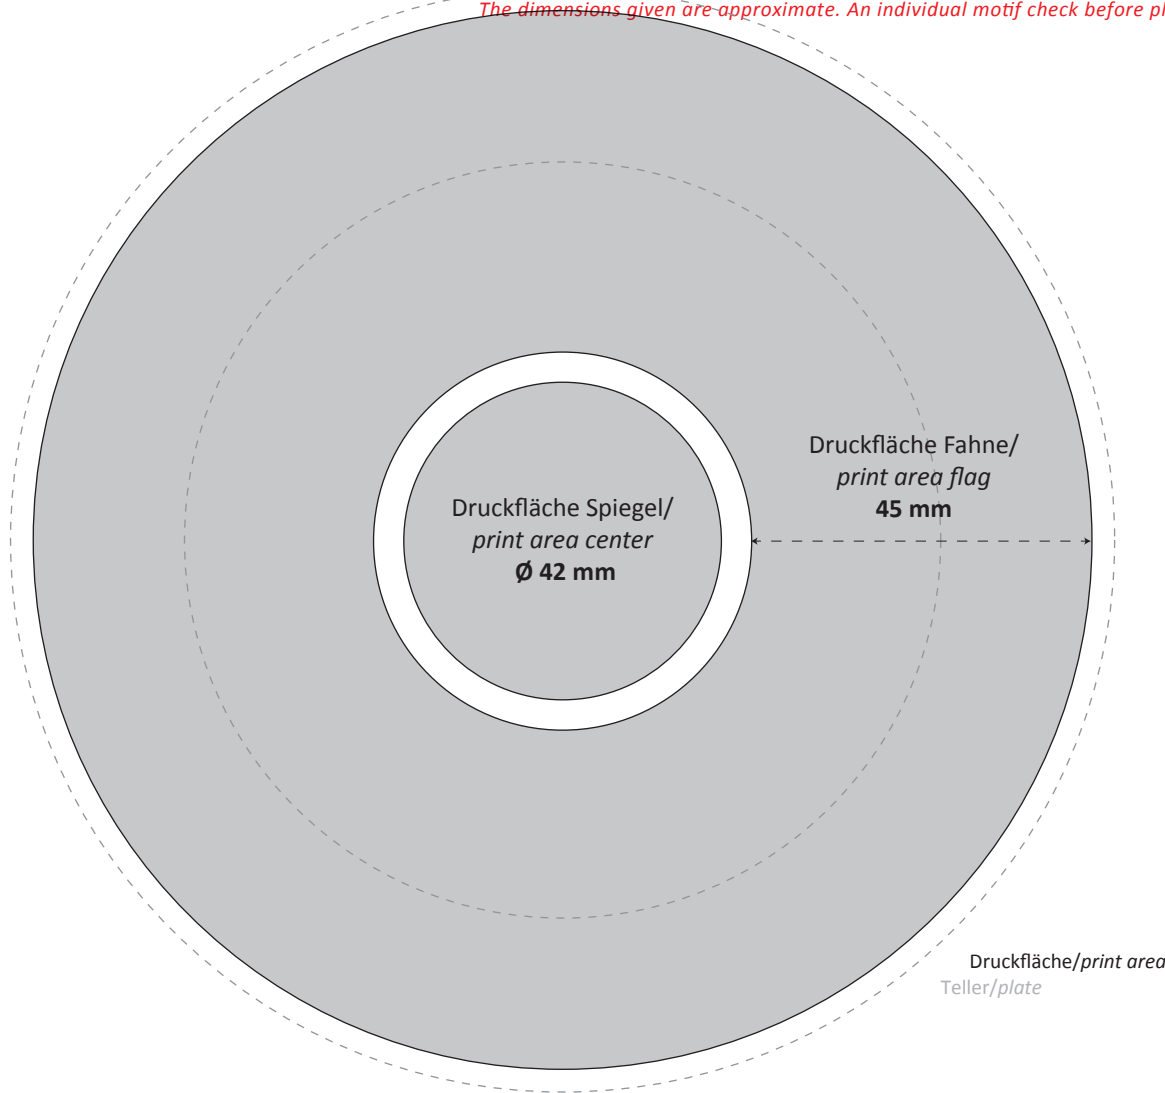 The dimensions given are approximate. An individual motif check before
Druckfläche Fahne/
print area flag
45 mm
Druckfläche Spiegel/
print area center
Ø 42 mm
Druckfläche/print area
Teller/plate